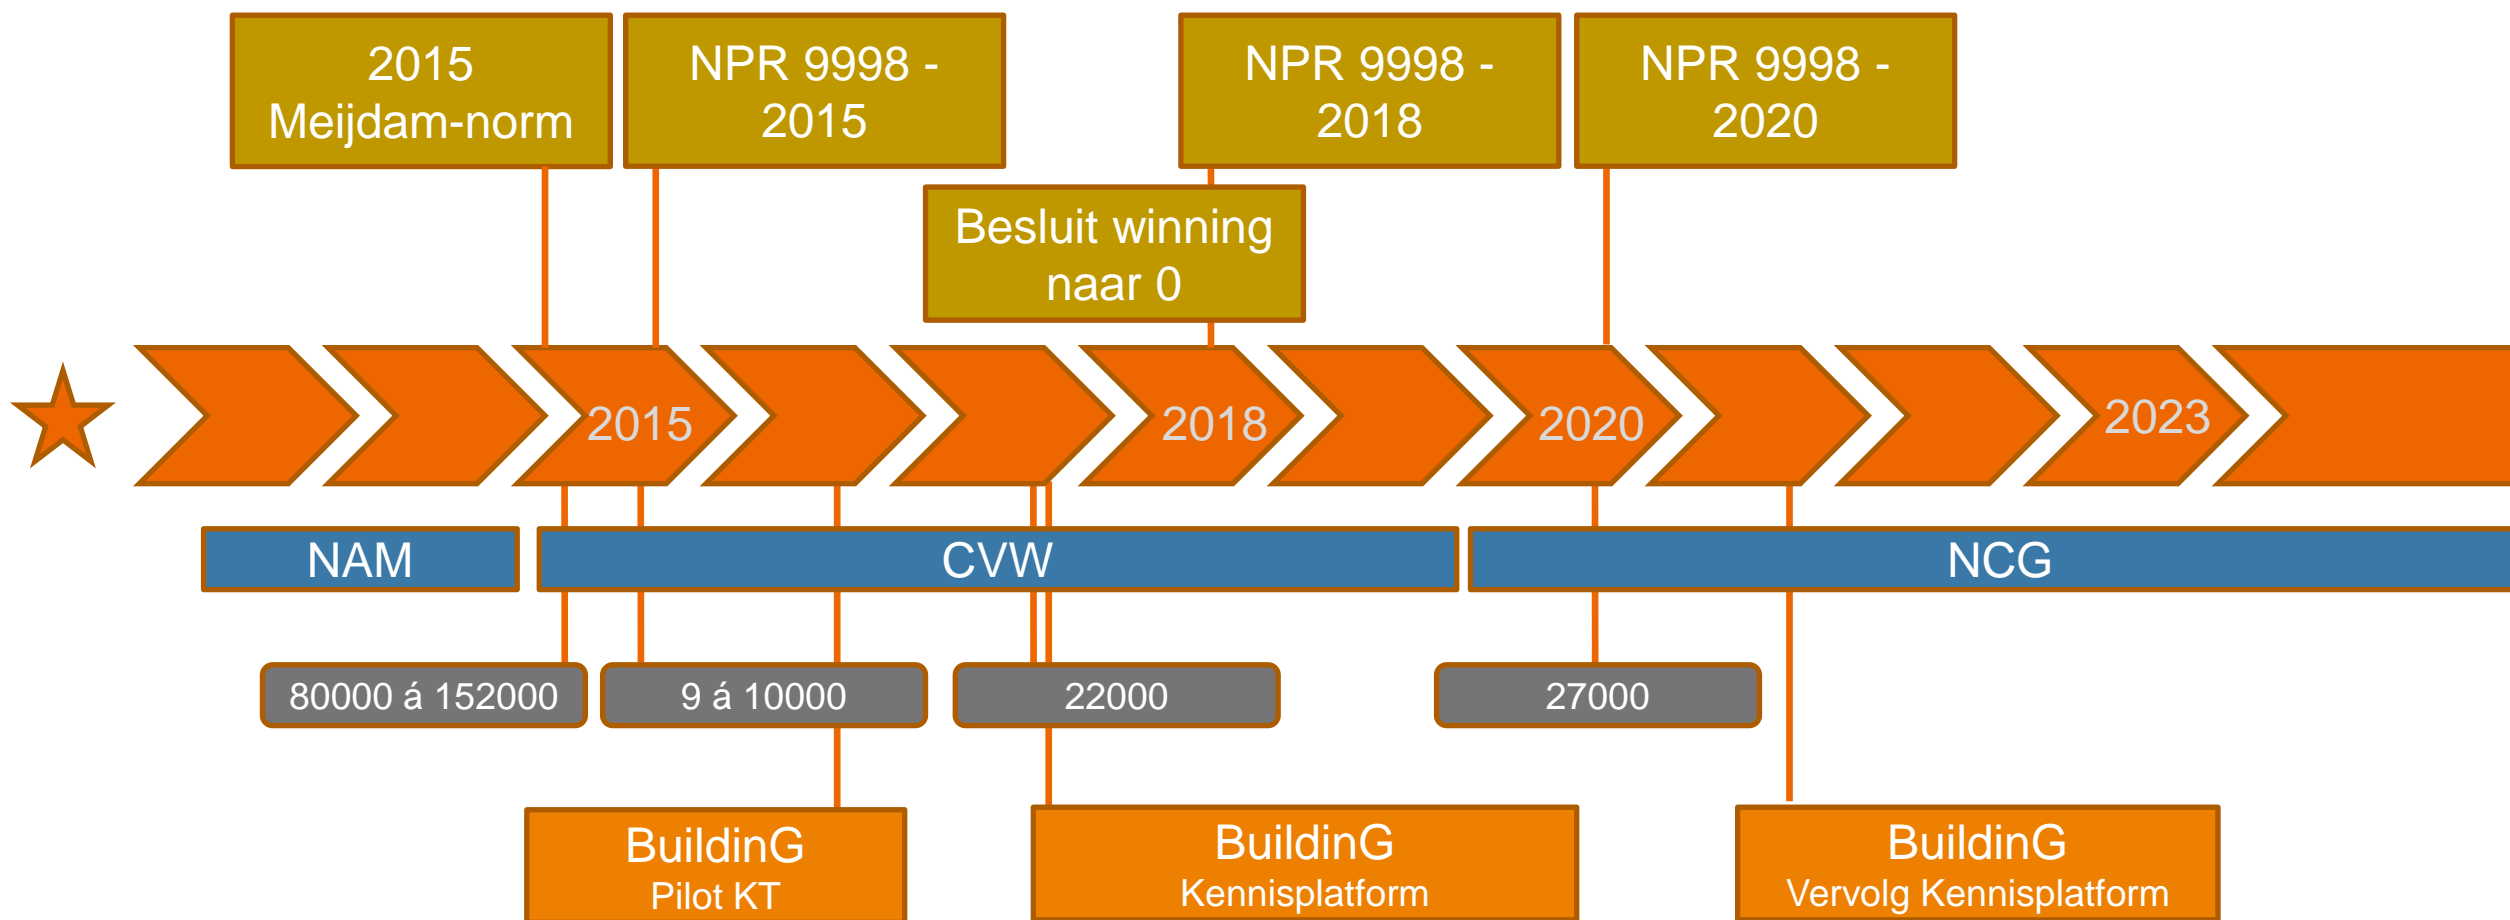 2015
Meijdam-norm
NPR 9998 -
2015
NPR 9998 -
2018
NPR 9998 -
2020
Besluit winning
naar 0
2015
2018
2020
2023
NAM
CVW
NCG
80000 á 152000
9 á 10000
22000
27000
BuildinG
Pilot KT
BuildinG
Kennisplatform
BuildinG
Vervolg Kennisplatform